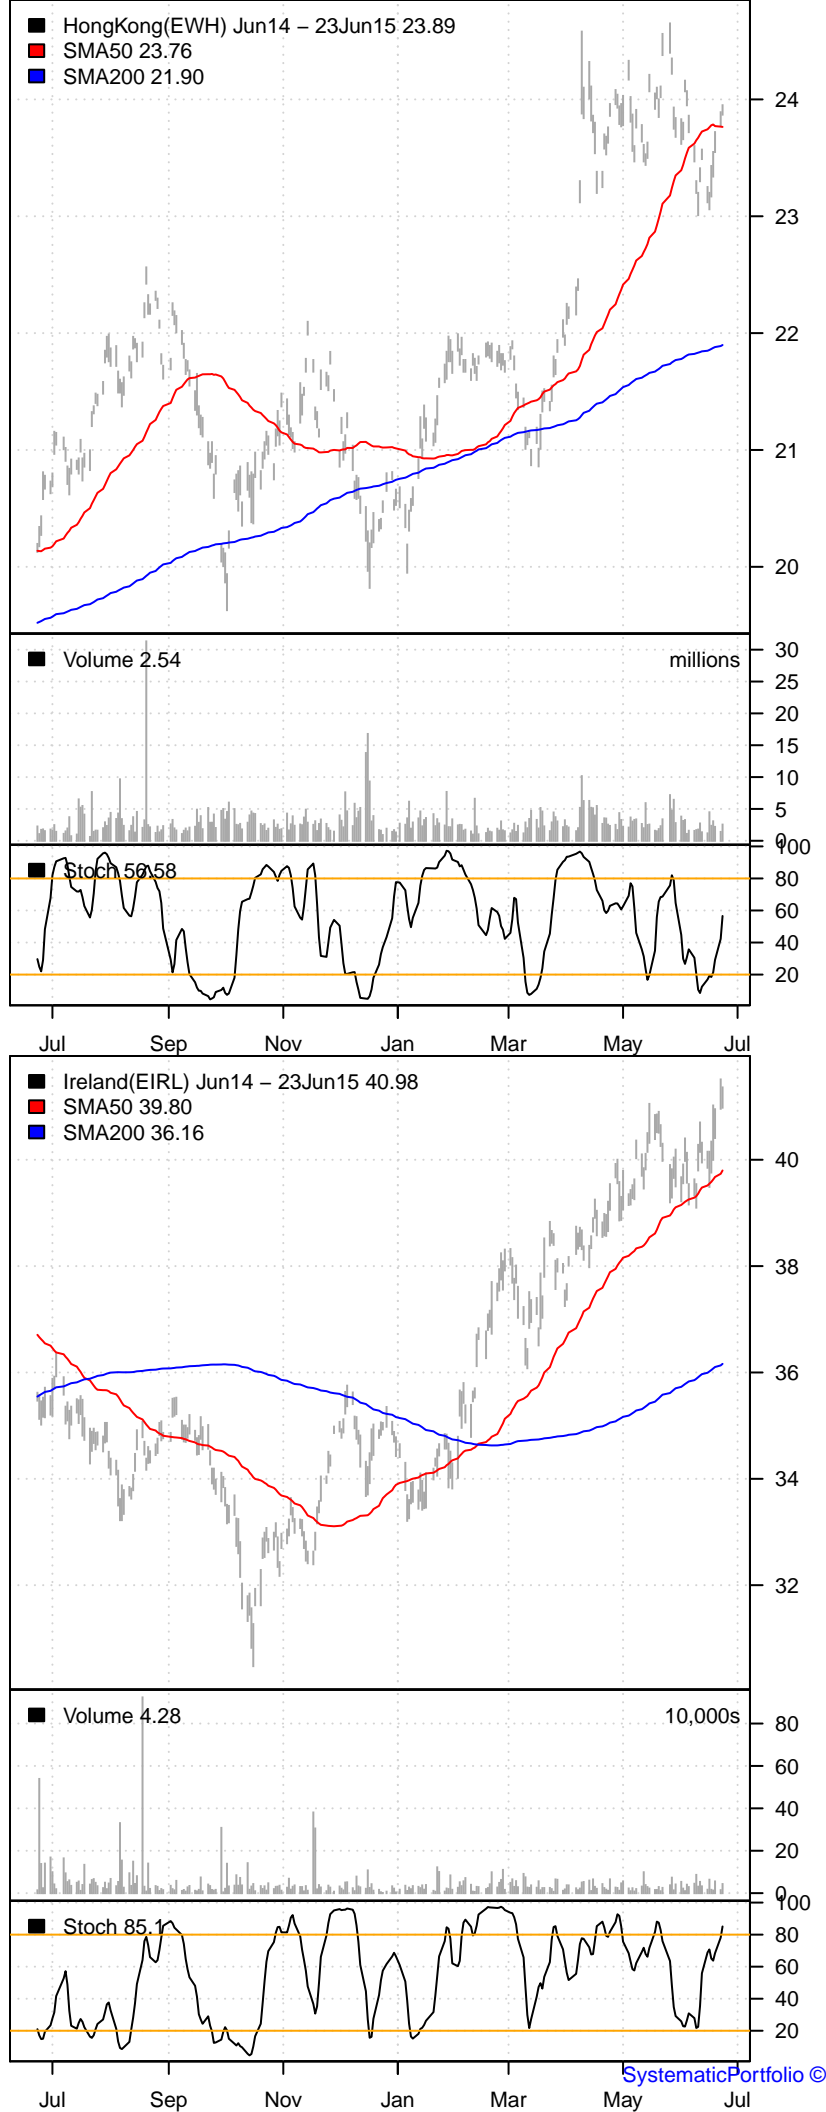 HongKong(EWH) Jun14 – 23Jun15 23.89
SMA50 23.76
SMA200 21.90
24
23
22
21
20
Volume 2.54
millions
30
25
20
15
10
5
0
Stoch 56.58
100
80
60
40
20
Jul Sep Nov Jan Mar May Jul
Ireland(EIRL) Jun14 – 23Jun15 40.98
SMA50 39.80
SMA200 36.16
40
38
36
34
32
Volume 4.28
10,000s
80
60
40
20
0
Stoch 85.1
100
80
60
40
20
SystematicPortfolio ©
Jul Sep Nov Jan Mar May Jul